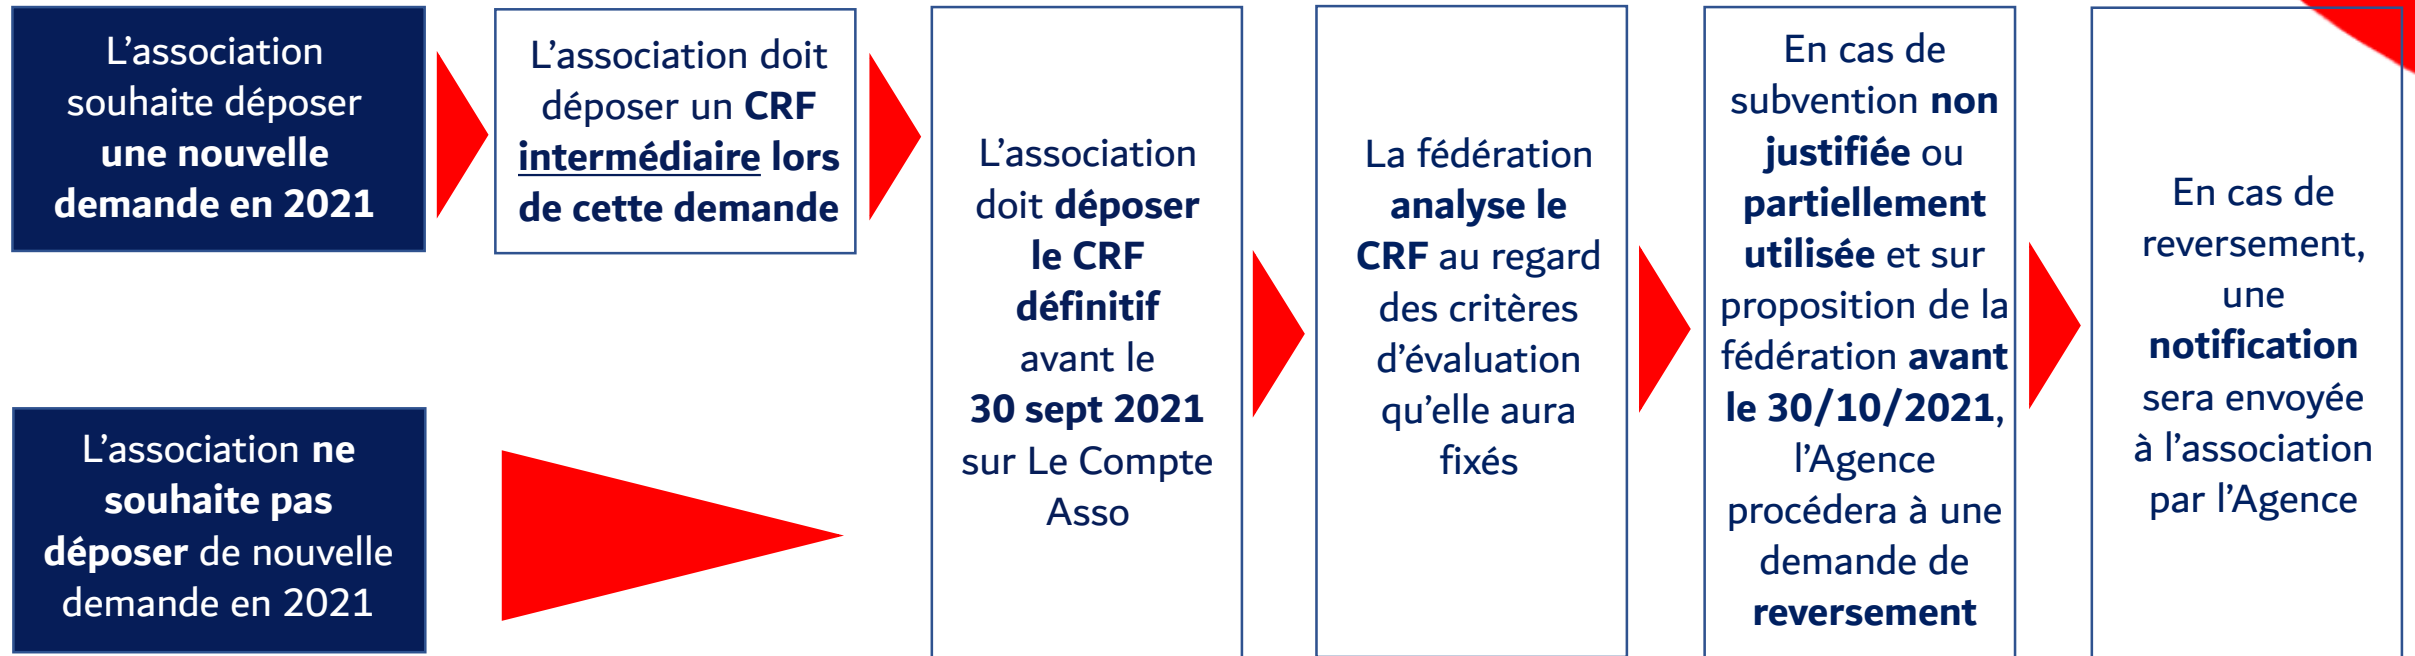 L’association
souhaite déposer
une nouvelle
demande en 2021
L’association doit
déposer un CRF
intermédiaire lors
de cette demande
L’association ne
souhaite pas
déposer de nouvelle
demande en 2021
L’association
doit déposer
le CRF
définitif
avant le
30 sept 2021
sur Le Compte
Asso
La fédération
analyse le
CRF au regard
des critères
d’évaluation
qu’elle aura
fixés
En cas de
subvention non
justifiée ou
partiellement
utilisée et sur
proposition de la
fédération avant
le 30/10/2021,
l’Agence
procédera à une
demande de
reversement
En cas de
reversement,
une
notification
sera envoyée
à l’association
par l’Agence